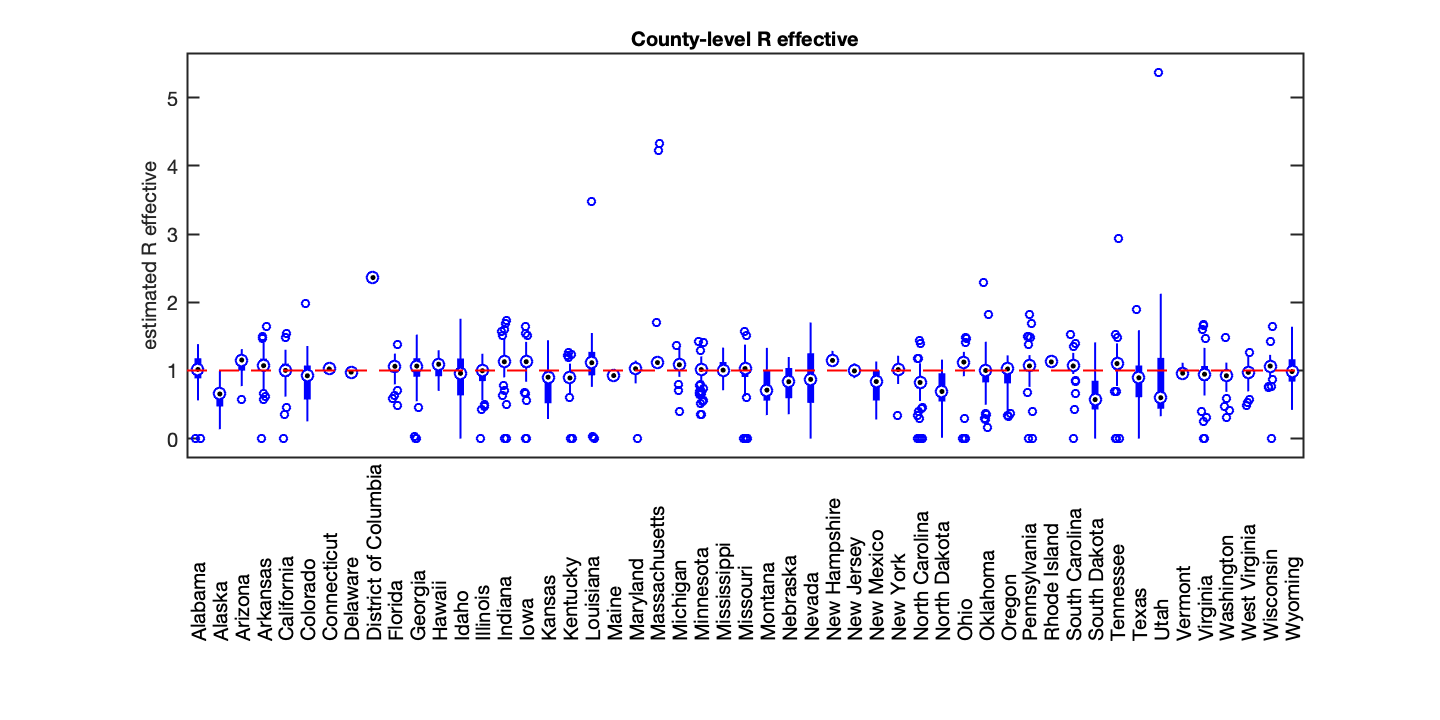 County-level R effective
estimated R effective
5
4
3
2
1
0
Alabama
Alaska
Arizona
Arkansas
California
Colorado
Connecticut
Delaware
District of Columbia
Florida
Georgia
Hawaii
Idaho
Illinois
Indiana
Iowa
Kansas
Kentucky
Louisiana
Maine
Maryland
Massachusetts
Michigan
Minnesota
Mississippi
Missouri
Montana
Nebraska
Nevada
New Hampshire
New Jersey
New Mexico
New York
North Carolina
North Dakota
Ohio
Oklahoma
Oregon
Pennsylvania
Rhode Island
South Carolina
South Dakota
Tennessee
Texas
Utah
Vermont
Virginia
Washington
West Virginia
Wisconsin
Wyoming